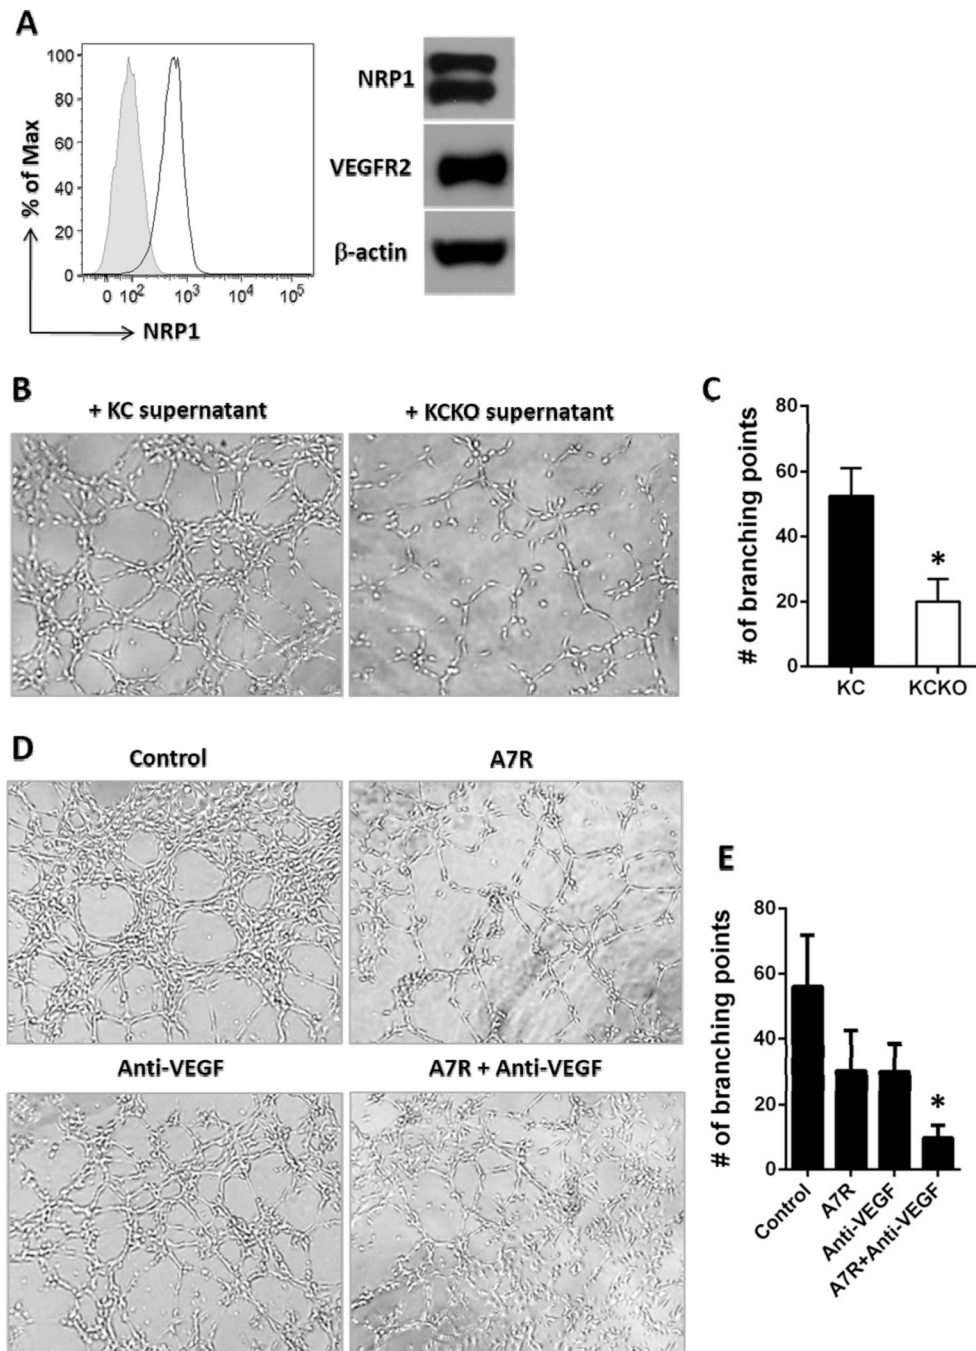 A
% of Max
100
80
60
40
20
0
0 10² 10³ 10⁴ 10⁵
NRP1
NRP1
VEGFR2
β-actin
B
+ KC supernatant
+ KCKO supernatant
C
# of branching points
80
60
40
20
0
*
KC KCKO
D
Control
A7R
Anti-VEGF
A7R + Anti-VEGF
E
# of branching points
80
60
40
20
0
*
Control
A7R
Anti-VEGF
A7R+Anti-VEGF